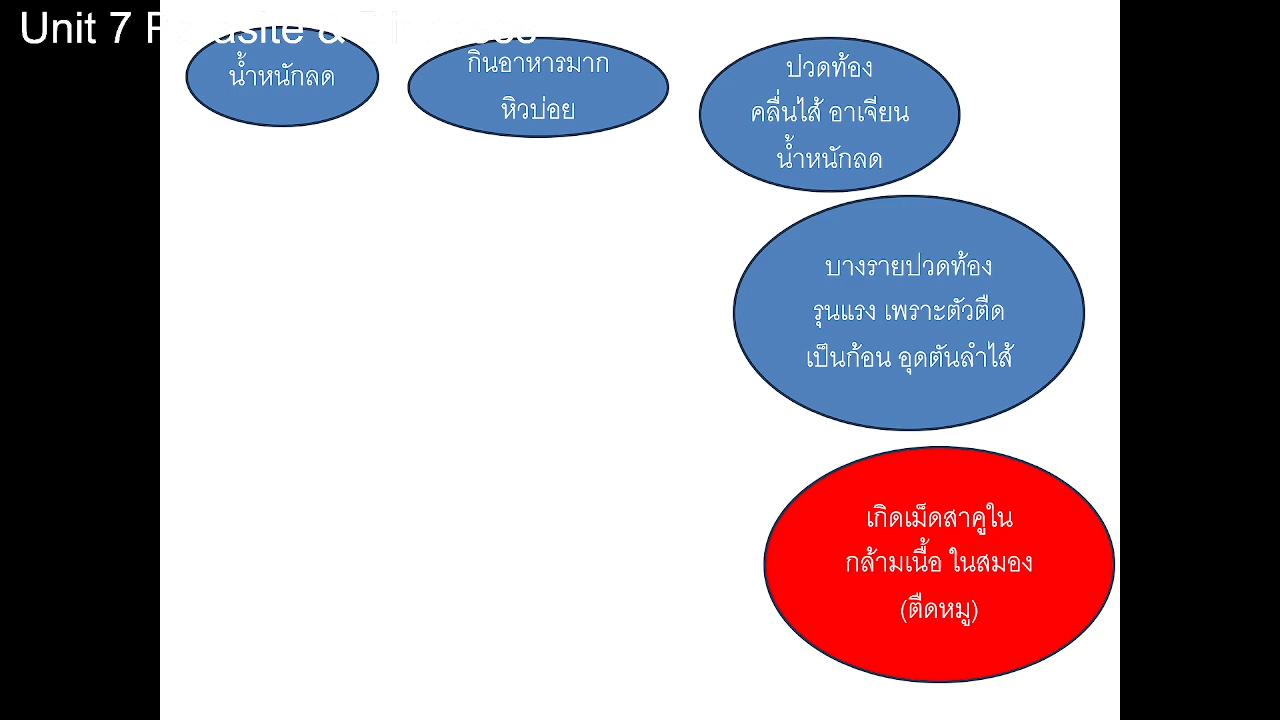 Unit 7 Parasite &
น้ำหนักลด
กินอาหารมาก
หิวบ่อย
ปวดท้อง
คลื่นไส้ อาเจียน
น้ำหนักลด
บางรายปวดท้อง
รุนแรง เพราะตัวตืด
เป็นก้อน อุดตันลำไส้
เกิดเม็ดสาคูใน
กล้ามเนื้อ ในสมอง
(ตืดหมู)